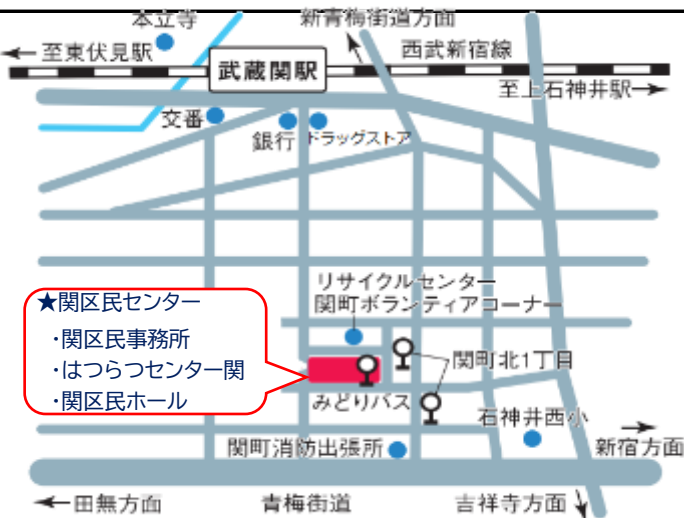 本立寺
新青梅街道方面
←至東伏見駅
武蔵関駅
西武新宿線
至上石神井駅→
交番
銀行
ドラッグストア
リサイクルセンター
関町ボランティアコーナー
★関区民センター
・関区民事務所
・はつらつセンター関
・関区民ホール
関町北1丁目
みどりバス
石神井西小
関町消防出張所
新宿方面
←田無方面
青梅街道
吉祥寺方面